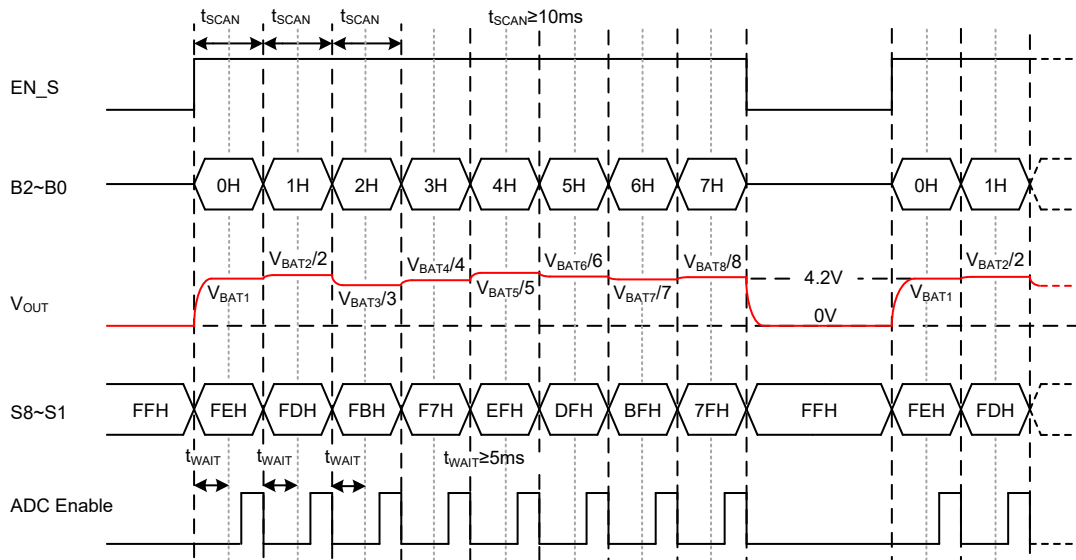 tSCAN tSCAN tSCAN tSCAN≥10ms
EN_S
B2~B0 0H 1H 2H 3H 4H 5H 6H 7H 0H 1H
VOUT VBAT1 VBAT2/2 VBAT3/3 VBAT4/4 VBAT5/5 VBAT6/6 VBAT7/7 VBAT8/8 4.2V 0V VBAT1 VBAT2/2
S8~S1 FFH FEH FDH FBH F7H EFH DFH BFH 7FH FFH FEH FDH
tWAIT tWAIT tWAIT tWAIT≥5ms
ADC Enable